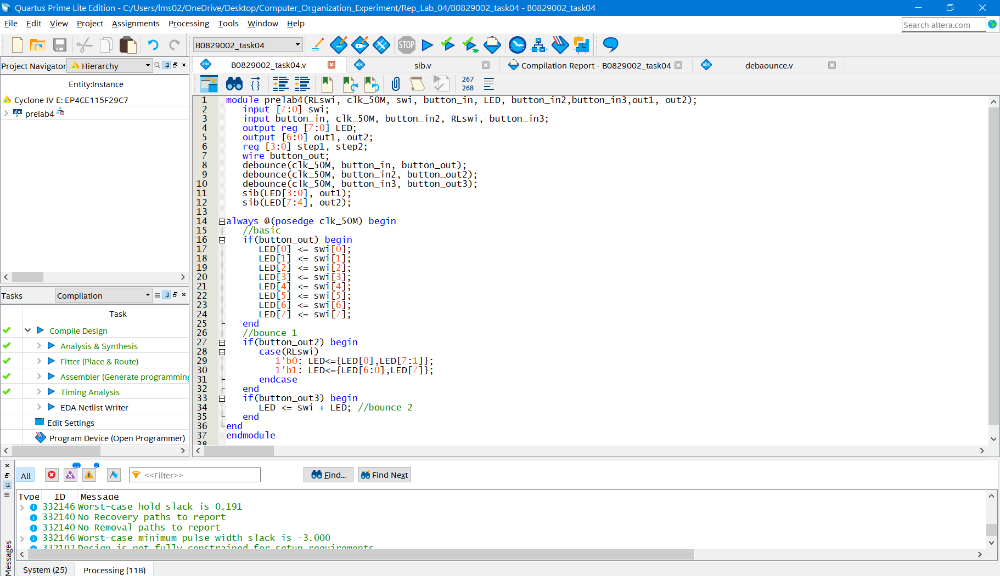 Quartus Prime Lite Edition - C:/Users/lms02/OneDrive/Desktop/Computer_Organization_Experiment/Rep_Lab_04/B0829002_task04 - B0829002_task04
File Edit View Project Assignments Processing Tools Window Help
Search altera.com
B0829002_task04
STOP
Project Navigator Hierarchy
Entity:Instance
Cyclone IV E: EP4CE115F29C7
prelab4
B0829002_task04.v
sib.v
Compilation Report - B0829002_task04
debaounce.v
267
268
1 module prelab4(RLswi, clk_50M, swi, button_in, LED, button_in2,button_in3,out1, out2);
2 input [7:0] swi;
3 input button_in, clk_50M, button_in2, RLswi, button_in3;
4 output reg [7:0] LED;
5 output [6:0] out1, out2;
6 reg [3:0] step1, step2;
7 wire button_out;
8 debounce(clk_50M, button_in, button_out);
9 debounce(clk_50M, button_in2, button_out2);
10 debounce(clk_50M, button_in3, button_out3);
11 sib(LED[3:0], out1);
12 sib(LED[7:4], out2);
13
14 always @(posedge clk_50M) begin
15 //basic
16 if(button_out) begin
17 LED[0] <= swi[0];
18 LED[1] <= swi[1];
19 LED[2] <= swi[2];
20 LED[3] <= swi[3];
21 LED[4] <= swi[4];
22 LED[5] <= swi[5];
23 LED[6] <= swi[6];
24 LED[7] <= swi[7];
25 end
26 //bounce 1
27 if(button_out2) begin
28 case(RLswi)
29 1'b0: LED<={LED[0],LED[7:1]};
30 1'b1: LED<={LED[6:0],LED[7]};
31 endcase
32 end
33 if(button_out3) begin
34 LED <= swi + LED; //bounce 2
35 end
36 end
37 endmodule
38
Tasks Compilation
Task
Compile Design
Analysis & Synthesis
Fitter (Place & Route)
Assembler (Generate programming
Timing Analysis
EDA Netlist Writer
Edit Settings
Program Device (Open Programmer)
All <<Filter>> Find... Find Next
Type ID Message
332146 Worst-case hold slack is 0.191
332140 No Recovery paths to report
332140 No Removal paths to report
332146 Worst-case minimum pulse width slack is -3.000
332102 Design is not fully constrained for setup requirements
Messages
System (25) Processing (118)